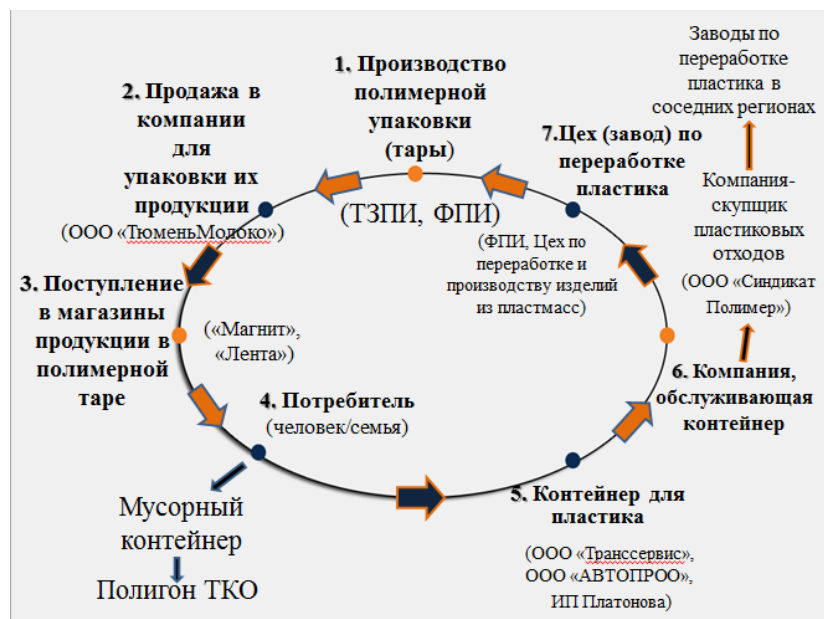 1. Производство
полимерной
упаковки
(тары)
(ТЗПИ, ФПИ)
2. Продажа в
компании
для
упаковки их
продукции
(ООО «ТюменьМолоко»)
3. Поступление
в магазины
продукции в
полимерной
таре
(«Магнит»,
«Лента»)
4. Потребитель
(человек/семья)
Мусорный
контейнер
Полигон ТКО
5. Контейнер для
пластика
(ООО «Транссервис»,
ООО «АВТОПРОО»,
ИП Платонова)
6. Компания,
обслуживающая
контейнер
Компания-
скупщик
пластиковых
отходов
(ООО «Синдикат
Полимер»)
Заводы по
переработке
пластика в
соседних регионах
7.Цех (завод) по
переработке
пластика
(ФПИ, Цех по
переработке и
производству изделий
из пластмасс)